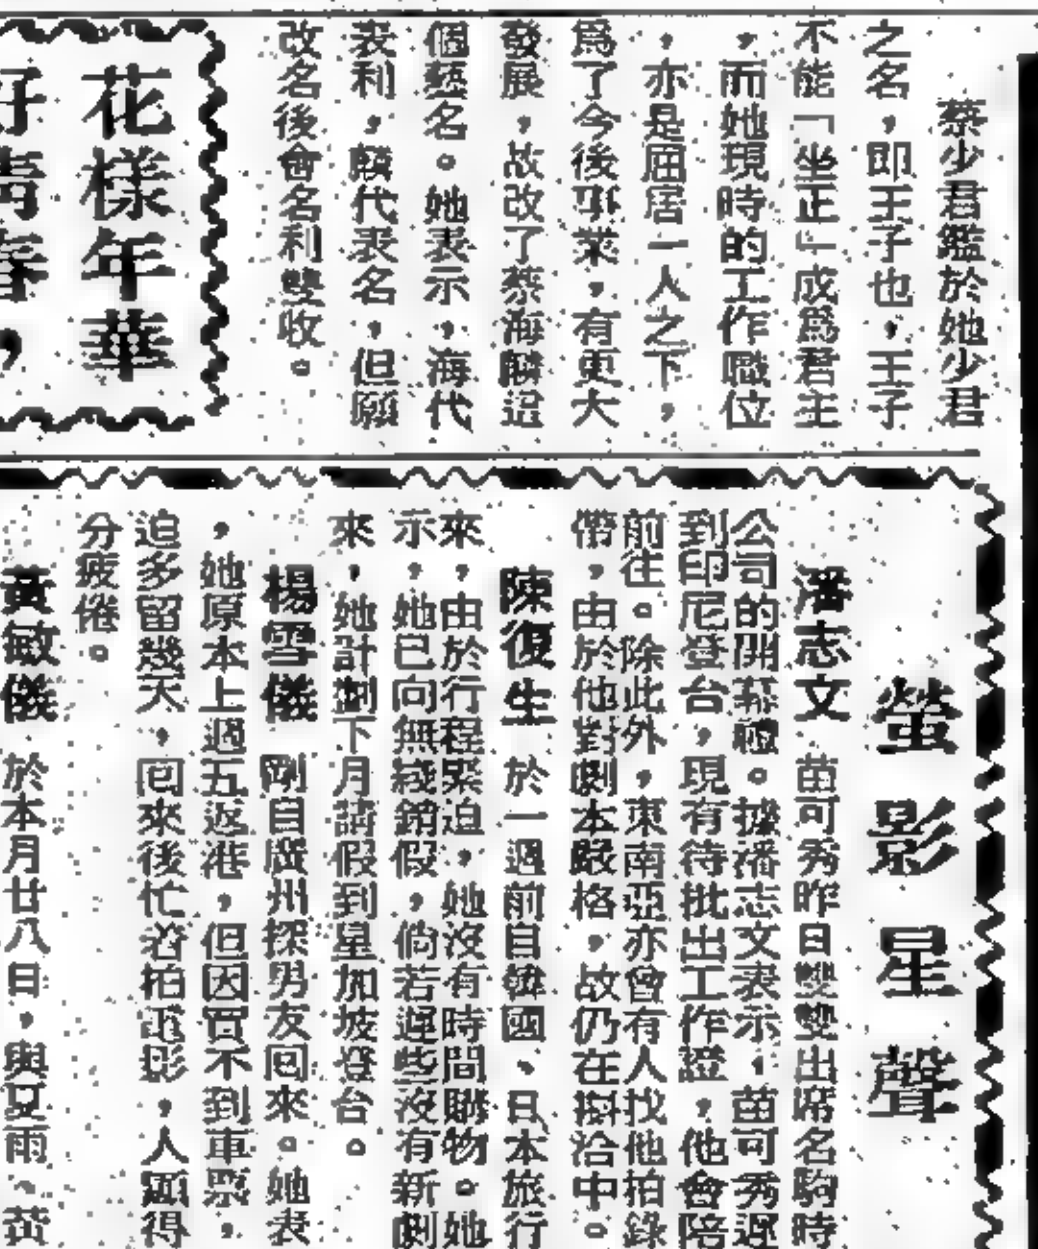 蔡少君鑑於她少君
之名，即王子也，王子
不能「坐正」成爲君主
，而她現時的工作職位
，亦是屈居一人之下，
爲了今後事業，有更大
發展，故改了蔡海麟這
個藝名。她表示，海代
表利，麟代表名，但願
改名後會名利雙收。
花樣年華
好青春，
螢影星聲
潘志文 苗可秀昨日雙雙出席名駒時
公司的開幕禮。據潘志文表示，苗可秀遲
到印尼登台，現有待批出工作證，他會陪
前往。除此外，東南亞亦曾有人找他拍錄
帶，由於他對劇本嚴格，故仍在斟洽中。
陳復生 於一週前自韓國、日本旅行
來，由於行程緊迫，她沒有時間購物。她
示，她已向無綫銷假，倘若遲些沒有新劇
來，她計劃下月請假到星加坡登台。
楊雪儀 剛自廣州探男友回來。她表
，她原本上週五返港，但因買不到車票，
迫多留幾天，回來後忙着拍電影，人顯得
分疲倦。
黃敏儀 於本月廿八日，與夏雨、黃